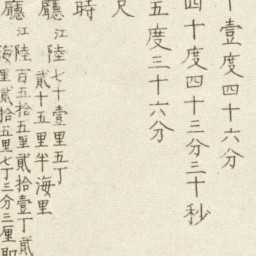 十壹度四十六分
四十度四十三分三十秒
五度三十六分
尺
時
廳江陸七十壹里五丁
貳十五里半海里
廳江陸百五拾五里貳拾壹丁貳
海里貳拾五里七丁三分三厘